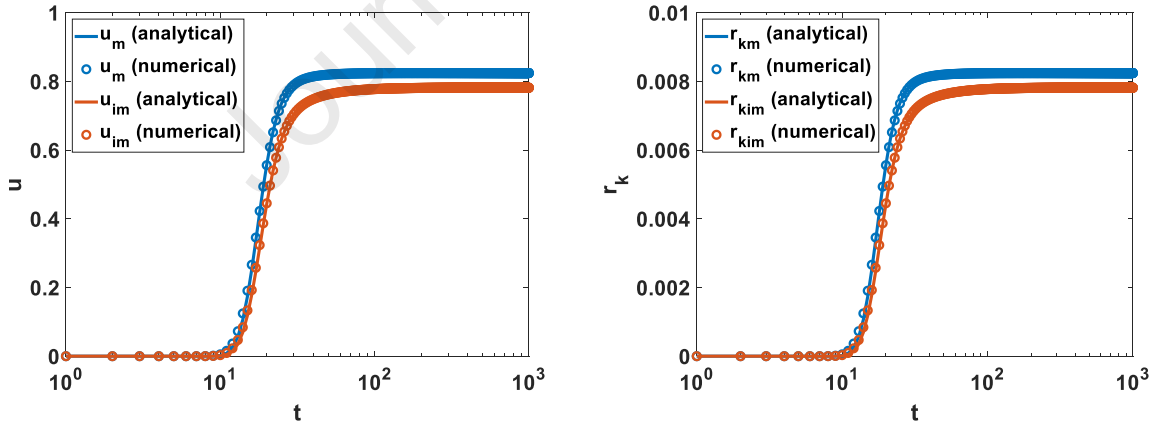 1
0.8
0.6
0.4
0.2
0
u
u_m (analytical)
u_m (numerical)
u_im (analytical)
u_im (numerical)
10^0
10^1
10^2
10^3
t
Journ
0.01
0.008
0.006
0.004
0.002
0
r_k
r_km (analytical)
r_km (numerical)
r_kim (analytical)
r_kim (numerical)
10^0
10^1
10^2
10^3
t